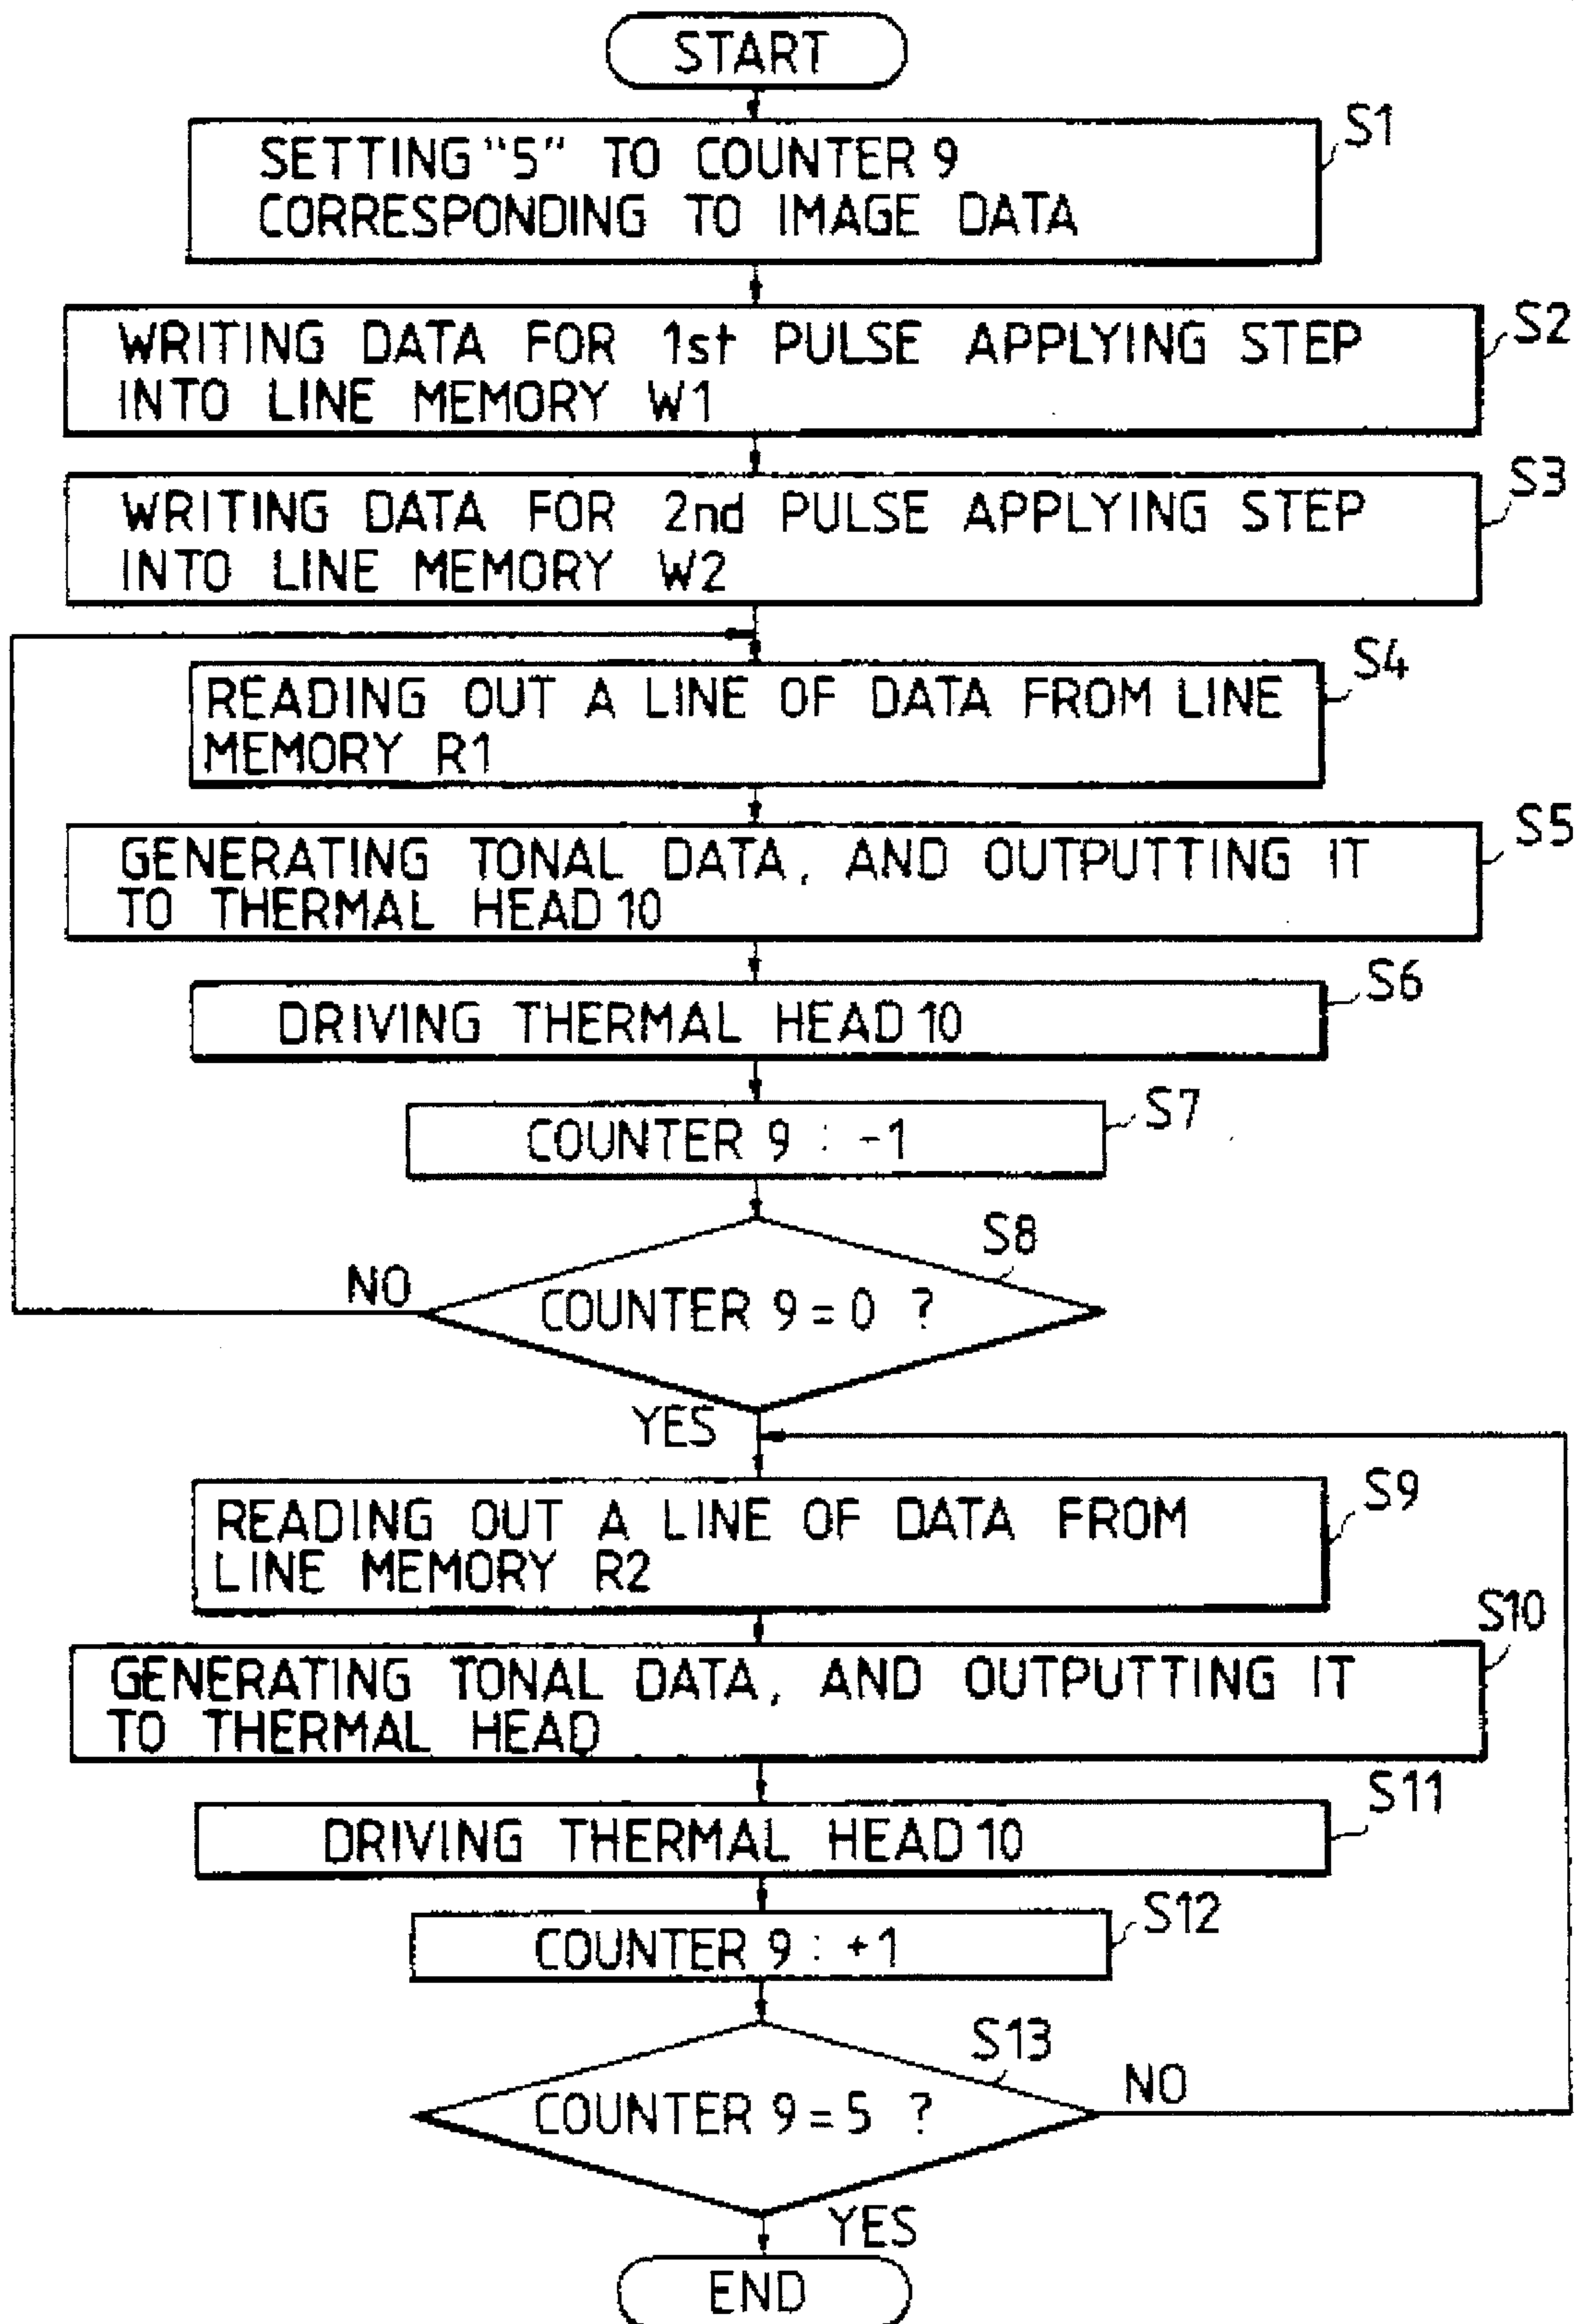 START
S1
SETTING "5" TO COUNTER 9
CORRESPONDING TO IMAGE DATA
S2
WRITING DATA FOR 1st PULSE APPLYING STEP
INTO LINE MEMORY W1
S3
WRITING DATA FOR 2nd PULSE APPLYING STEP
INTO LINE MEMORY W2
S4
READING OUT A LINE OF DATA FROM LINE
MEMORY R1
S5
GENERATING TONAL DATA, AND OUTPUTTING IT
TO THERMAL HEAD 10
S6
DRIVING THERMAL HEAD 10
S7
COUNTER 9 : -1
S8
NO
COUNTER 9 = 0 ?
YES
S9
READING OUT A LINE OF DATA FROM
LINE MEMORY R2
S10
GENERATING TONAL DATA, AND OUTPUTTING IT
TO THERMAL HEAD
S11
DRIVING THERMAL HEAD 10
S12
COUNTER 9 : +1
S13
COUNTER 9 = 5 ?
NO
YES
END